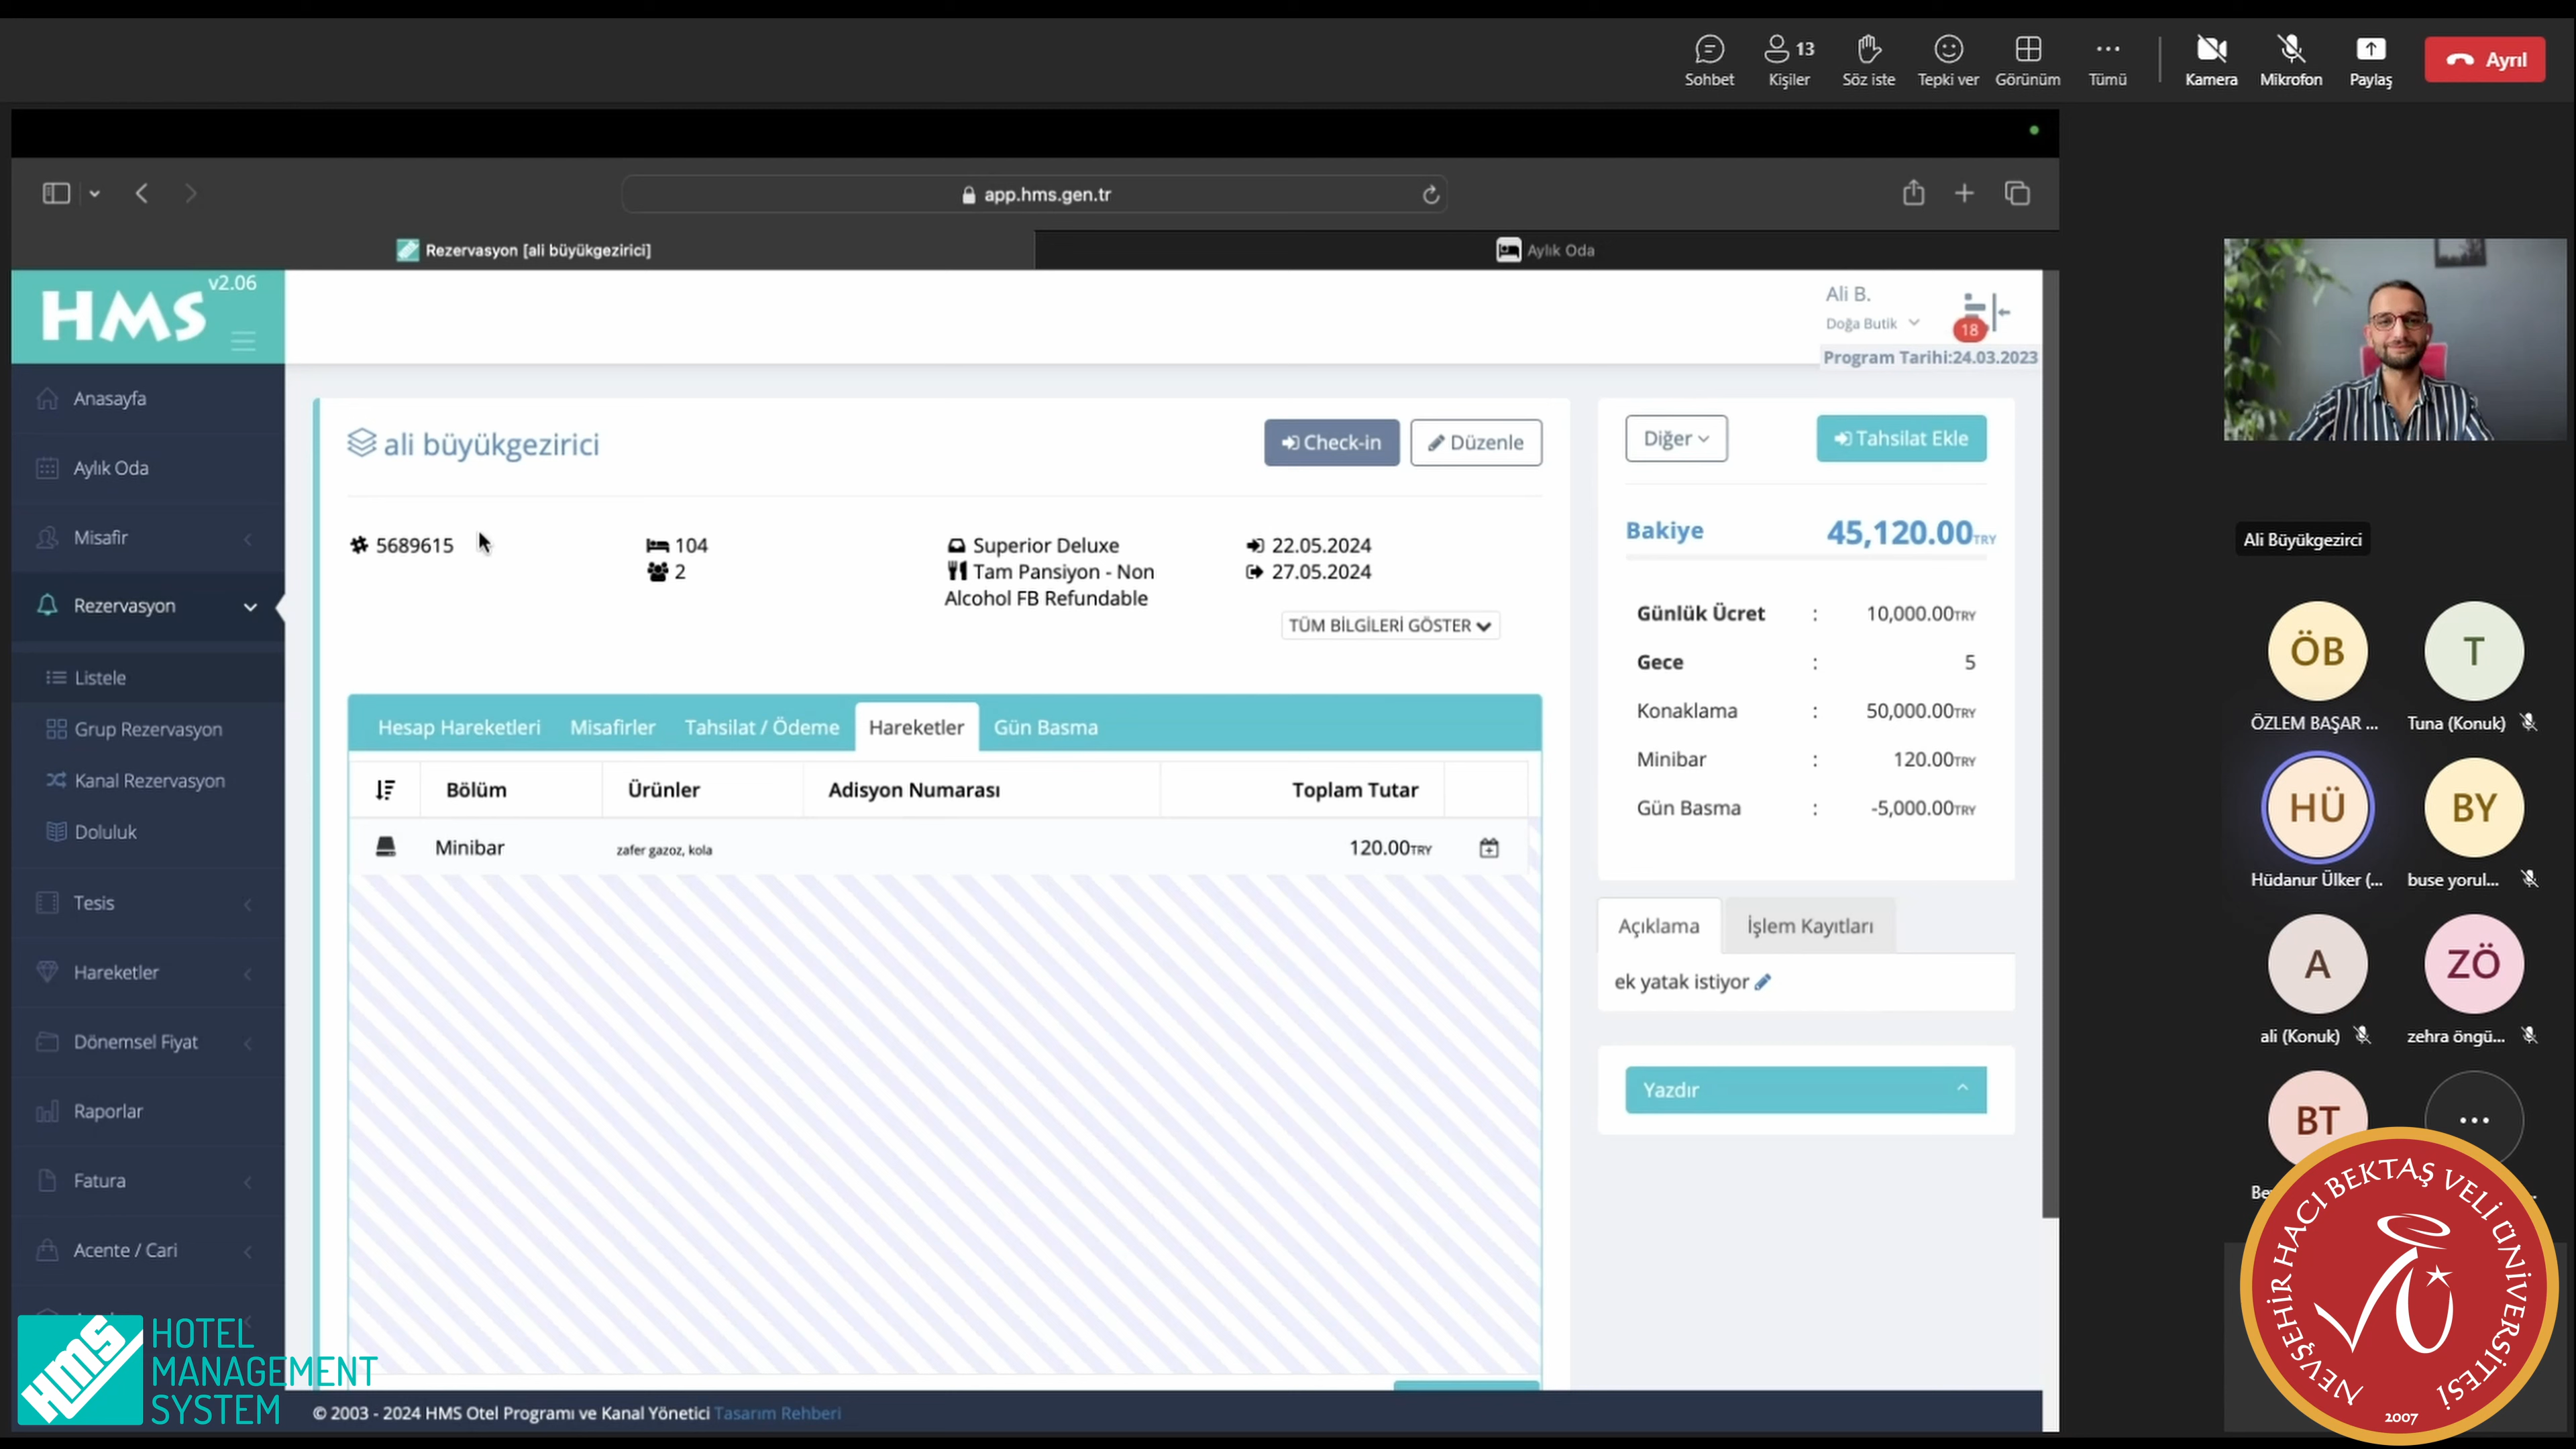 Sohbet
Kişiler 13
Söz iste
Tepki ver
Görünüm
Tümü
Kamera
Mikrofon
Paylaş
Ayrıl
app.hms.gen.tr
Rezervasyon [ali büyükgezirici]
Aylık Oda
HMS v2.06
Ali B.
Doğa Butik
18
Program Tarihi:24.03.2023
Anasayfa
Aylık Oda
Misafir
Rezervasyon
Listele
Grup Rezervasyon
Kanal Rezervasyon
Doluluk
Tesis
Hareketler
Dönemsel Fiyat
Raporlar
Fatura
Acente / Cari
ali büyükgezirici
Check-in
Düzenle
5689615
104
2
Superior Deluxe
Tam Pansiyon - Non
Alcohol FB Refundable
22.05.2024
27.05.2024
TÜM BİLGİLERİ GÖSTER
Hesap Hareketleri Misafirler Tahsilat / Ödeme Hareketler Gün Basma
Bölüm Ürünler Adisyon Numarası Toplam Tutar
Minibar zafer gazoz, kola 120.00TRY
Diğer
Tahsilat Ekle
Bakiye 45,120.00TRY
Günlük Ücret : 10,000.00TRY
Gece : 5
Konaklama : 50,000.00TRY
Minibar : 120.00TRY
Gün Basma : -5,000.00TRY
Açıklama İşlem Kayıtları
ek yatak istiyor
Yazdır
© 2003 - 2024 HMS Otel Programı ve Kanal Yönetici Tasarım Rehberi
HMS
HOTEL
MANAGEMENT
SYSTEM
Ali Büyükgezirci
ÖB
ÖZLEM BAŞAR ...
T
Tuna (Konuk)
HÜ
Hüdanur Ülker (...
BY
buse yorul...
A
ali (Konuk)
ZÖ
zehra öngü...
BT
NEVŞEHİR HACI BEKTAŞ VELİ ÜNİVERSİTESİ
2007